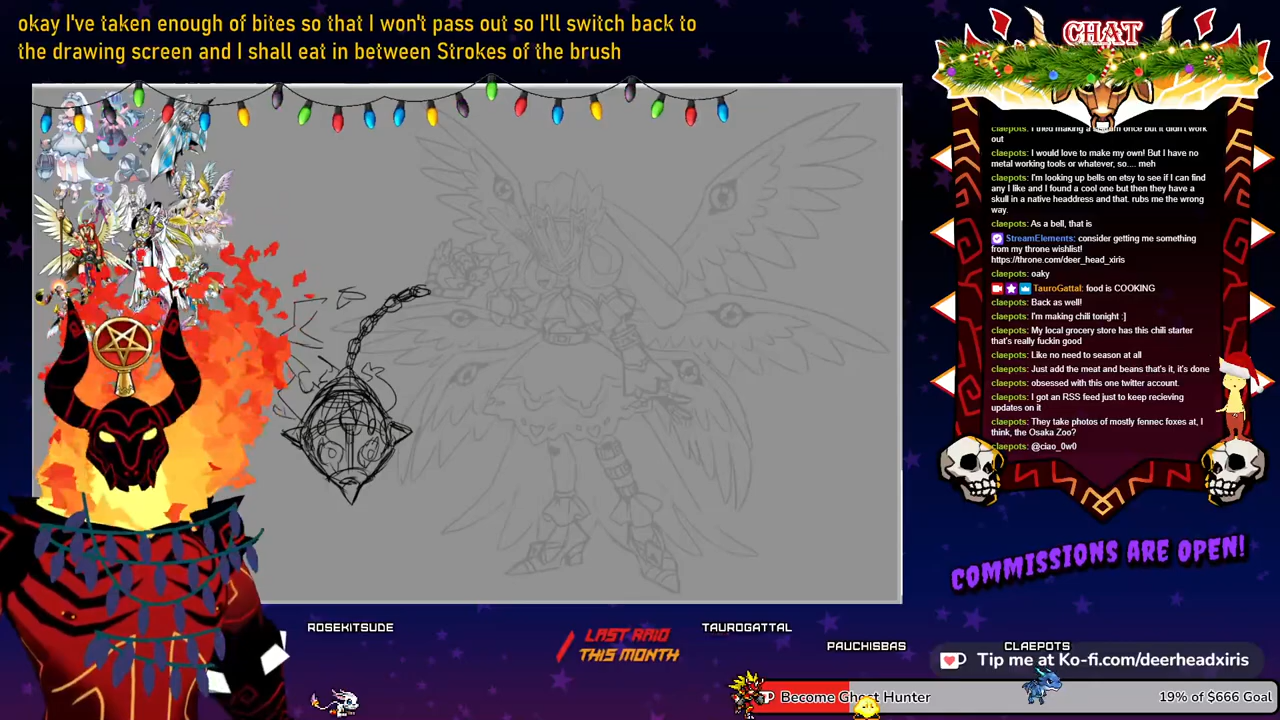 okay I've taken enough of bites so that I won't pass out so I'll switch back to
the drawing screen and I shall eat in between Strokes of the brush
CHAT
out
claepots: I would love to make my own! But I have no
metal working tools or whatever, so.... meh
claepots: I'm looking up bells on etsy to see if I can find
any I like and I found a cool one but then they have a
skull in a native headdress and that. rubs me the wrong
way.
claepots: As a bell, that is
StreamElements: consider getting me something
from my throne wishlist!
https://throne.com/deer_head_xiris
claepots: oaky
TauroGattal: food is COOKING
claepots: Back as well!
claepots: I'm making chili tonight :]
claepots: My local grocery store has this chili starter
that's really fuckin good
claepots: Like no need to season at all
claepots: Just add the meat and beans that's it, it's done
claepots: obsessed with this one twitter account.
claepots: I got an RSS feed just to keep recieving
updates on it
claepots: They take photos of mostly fennec foxes at, I
think, the Osaka Zoo?
claepots: @ciao_0w0
COMMISSIONS ARE OPEN!
ROSEKITSUDE
LAST RAID
THIS MONTH
TAUROGATTAL
PAUCHISBAS
CLAEPOTS
Tip me at Ko-fi.com/deerheadxiris
Become Ghost Hunter
19% of $666 Goal